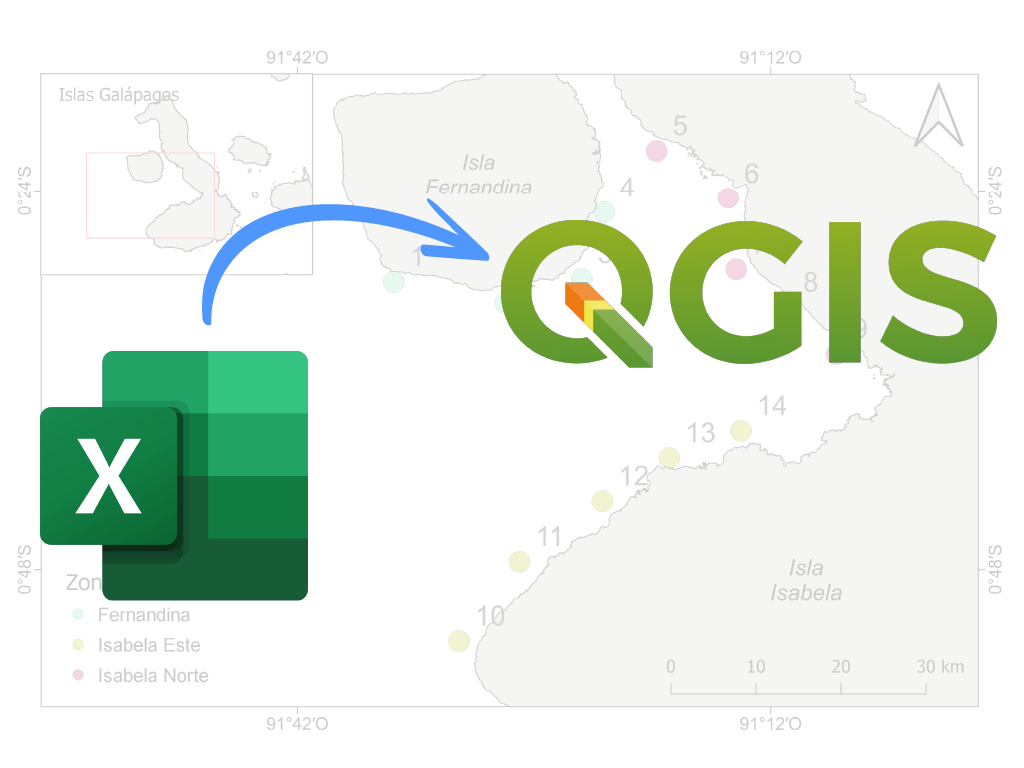 91°42′O
91°12′O
Islas Galápagos
5
Isla
Fernandina
4
6
0°24′S
0°24′S
1
3
8
QGIS
9
X
14
13
12
11
0°48′S
0°48′S
Isla
Isabela
Zon
Fernandina
10
Isabela Este
Isabela Norte
0
10
20
30 km
91°42′O
91°12′O